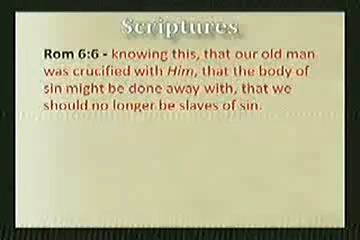 Scriptures
Rom 6:6 - knowing this, that our old man
was crucified with Him, that the body of
sin might be done away with, that we
should no longer be slaves of sin.